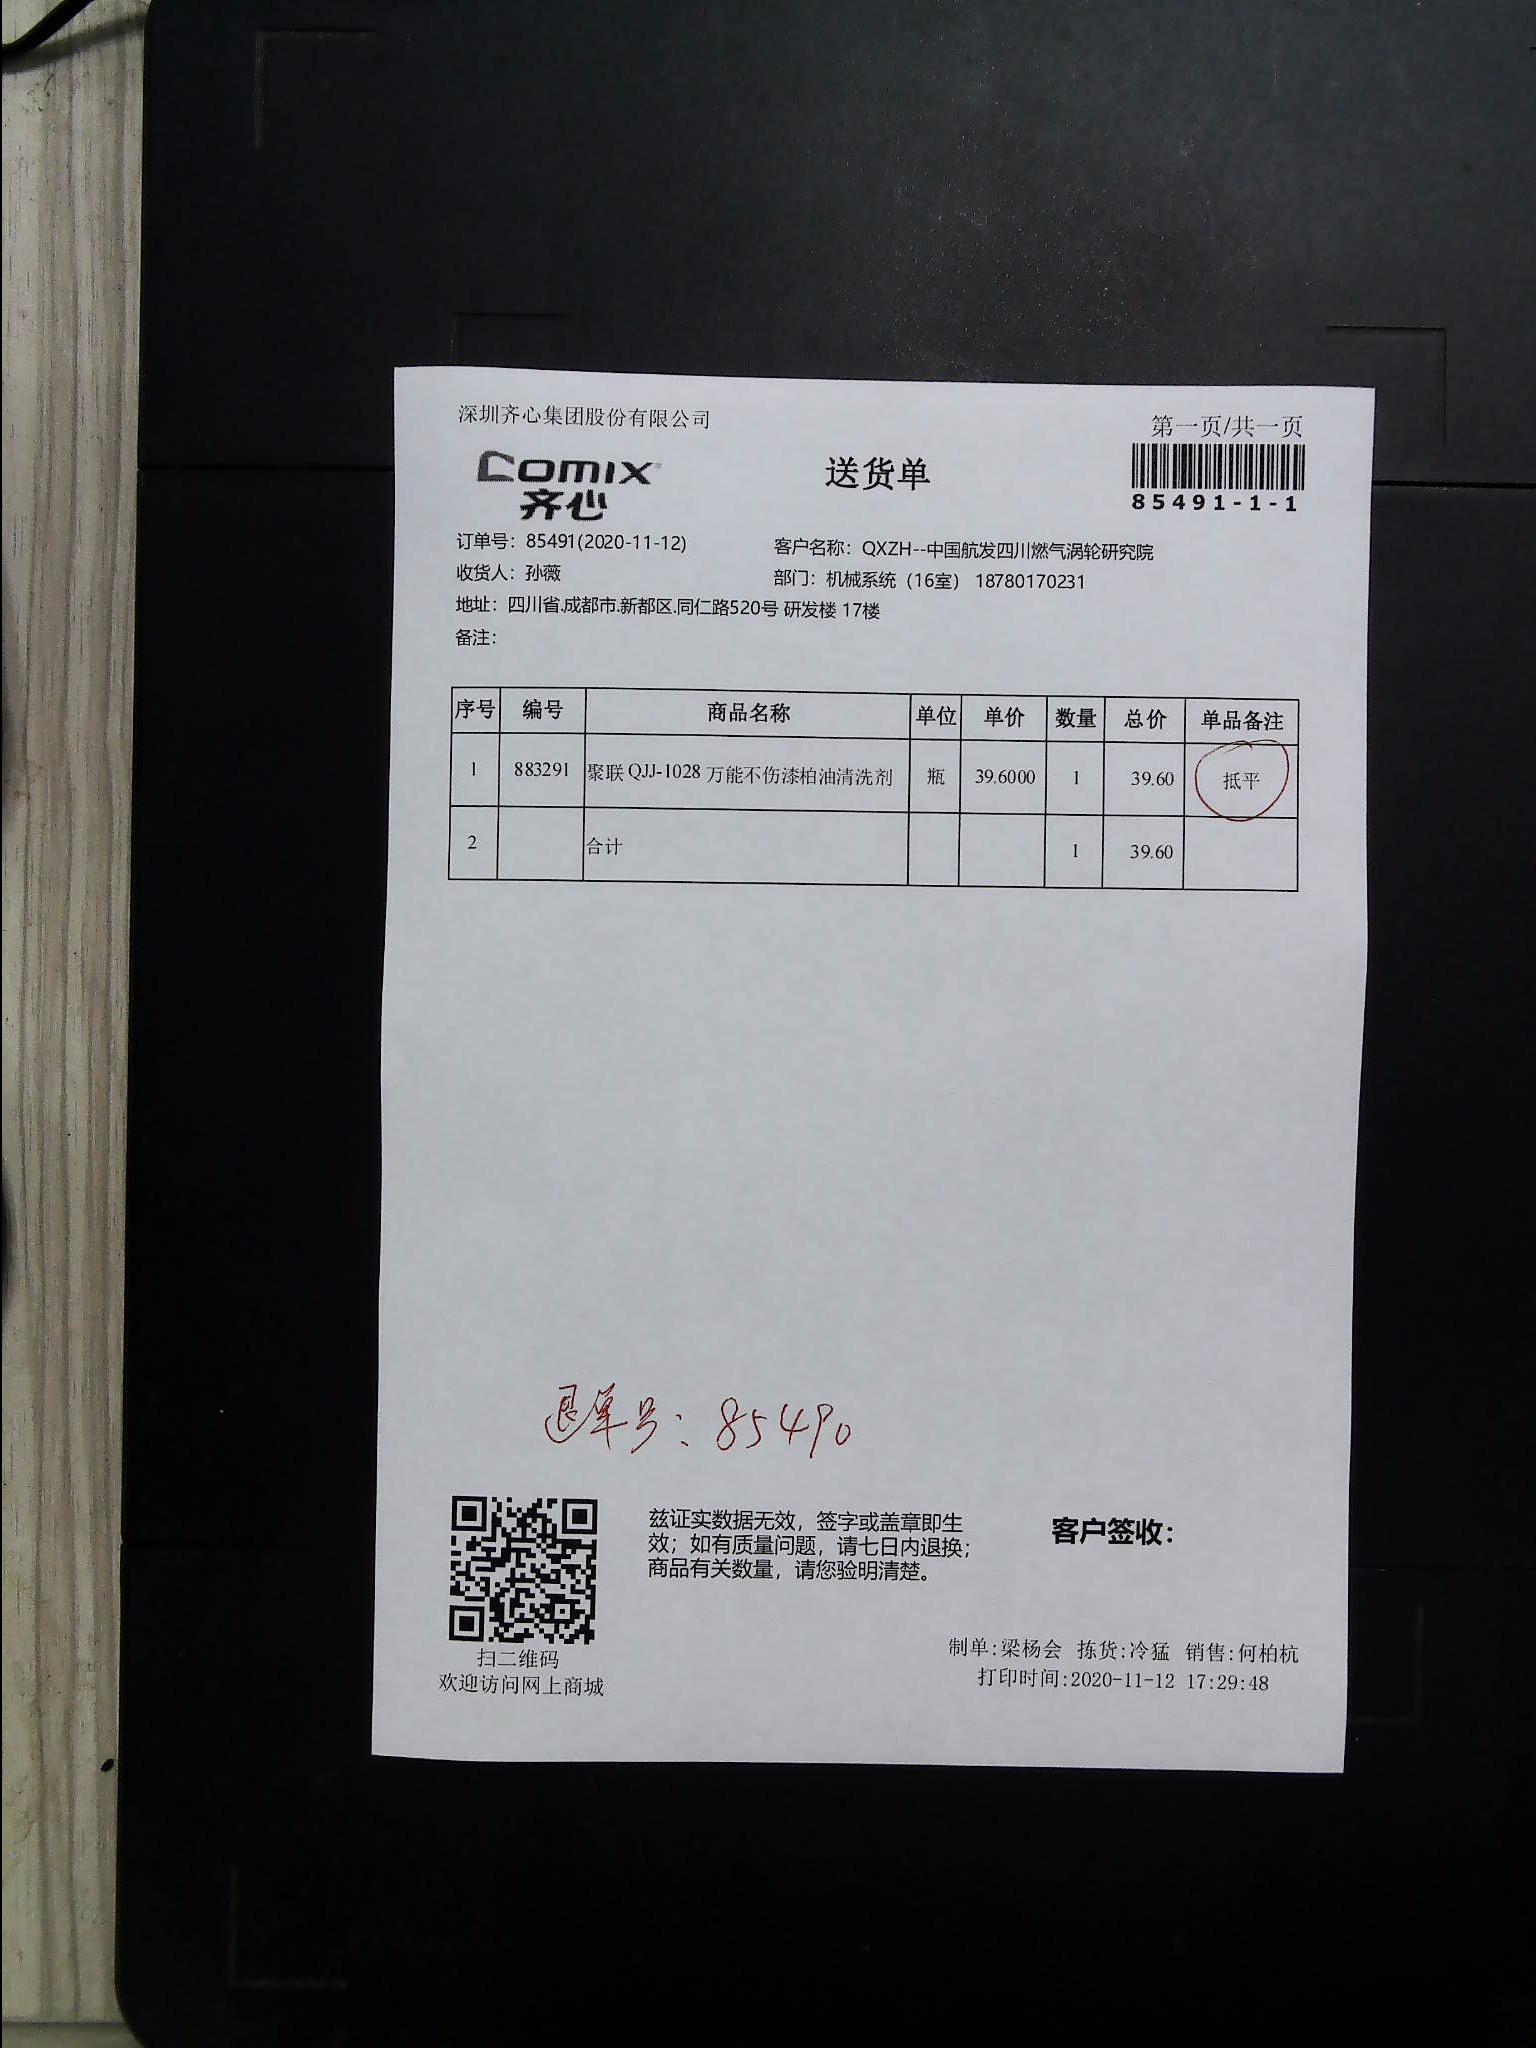 深圳齐心集团股份有限公司
第一页/共一页
COMIX
齐心
送货单
85491-1-1
订单号：85491(2020-11-12)
客户名称：QXZH--中国航发四川燃气涡轮研究院
收货人：孙薇
部门：机械系统（16室） 18780170231
地址：四川省.成都市.新都区.同仁路520号 研发楼 17楼
备注：
序号 编号 商品名称 单位 单价 数量 总价 单品备注
1 883291 聚联 QJJ-1028 万能不伤漆柏油清洗剂 瓶 39.6000 1 39.60 抵平
2 合计 1 39.60
退单号：85490
兹证实数据无效，签字或盖章即生
效；如有质量问题，请七日内退换；
商品有关数量，请您验明清楚。
客户签收：
扫二维码
欢迎访问网上商城
制单:梁杨会 拣货:冷猛 销售:何柏杭
打印时间:2020-11-12 17:29:48